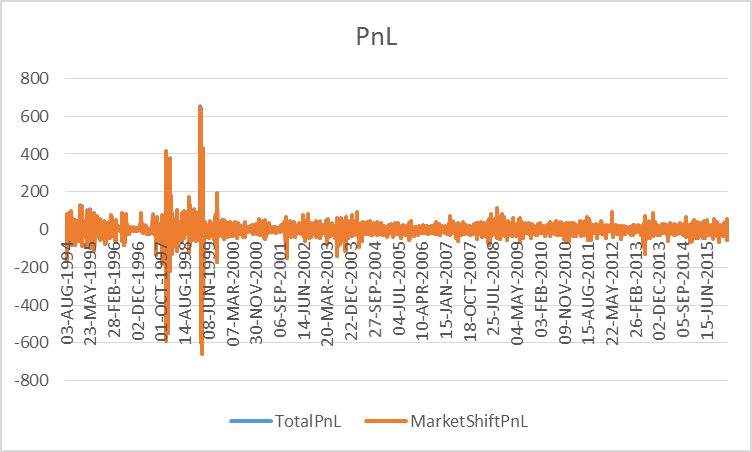 PnL
800
600
400
200
0
-200
-400
-600
-800
03-AUG-1994
23-MAY-1995
28-FEB-1996
02-DEC-1996
01-OCT-1997
14-AUG-1998
08-JUN-1999
07-MAR-2000
30-NOV-2000
06-SEP-2001
14-JUN-2002
20-MAR-2003
22-DEC-2003
27-SEP-2004
04-JUL-2005
10-APR-2006
15-JAN-2007
18-OCT-2007
25-JUL-2008
04-MAY-2009
03-FEB-2010
09-NOV-2010
15-AUG-2011
22-MAY-2012
26-FEB-2013
02-DEC-2013
05-SEP-2014
15-JUN-2015
TotalPnL
MarketShiftPnL